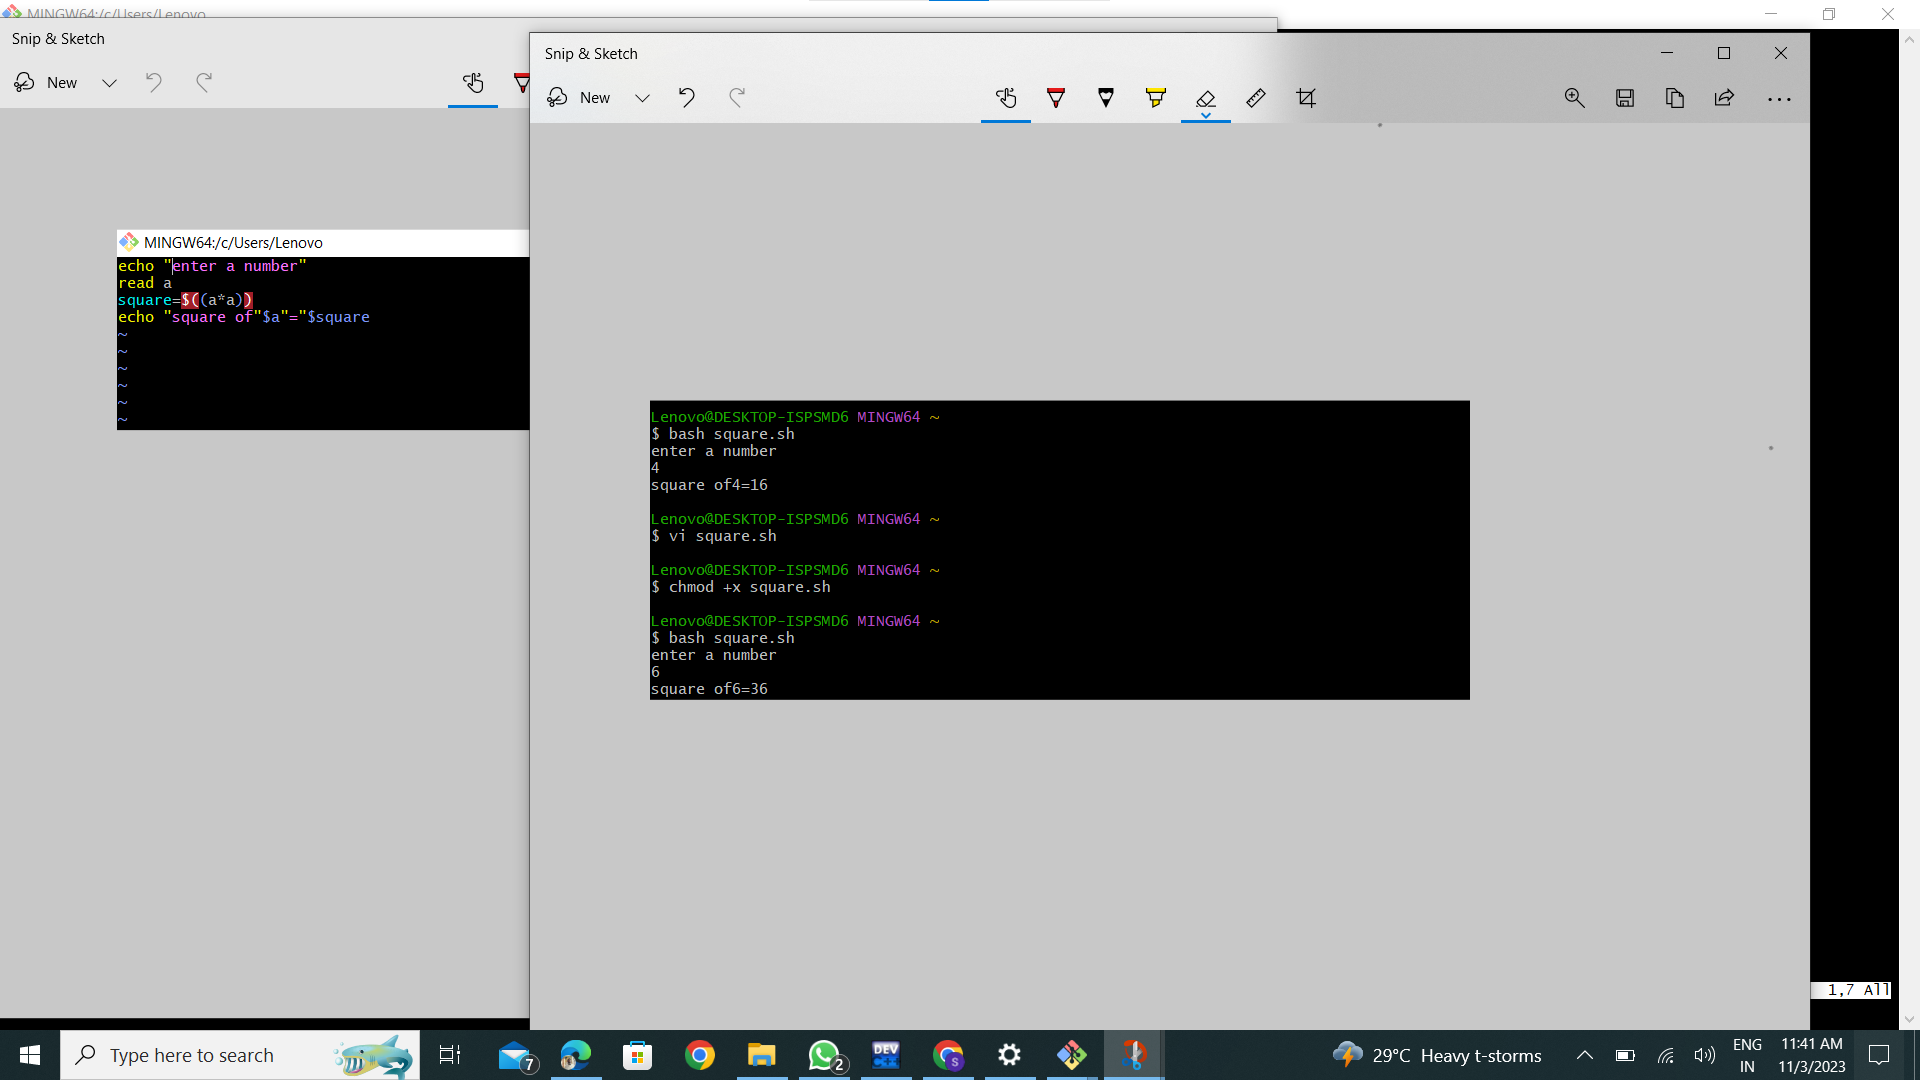 MINGW64:/c/Users/Lenovo
Snip & Sketch
New
Snip & Sketch
New
MINGW64:/c/Users/Lenovo
echo "enter a number"
read a
square=$((a*a))
echo "square of"$a"="$square
~
~
~
~
~
~
Lenovo@DESKTOP-ISPSMD6 MINGW64 ~
$ bash square.sh
enter a number
4
square of4=16
Lenovo@DESKTOP-ISPSMD6 MINGW64 ~
$ vi square.sh
Lenovo@DESKTOP-ISPSMD6 MINGW64 ~
$ chmod +x square.sh
Lenovo@DESKTOP-ISPSMD6 MINGW64 ~
$ bash square.sh
enter a number
6
square of6=36
1,7 All
Type here to search
7
2
DEV
C++
S
29°C Heavy t-storms
ENG
IN
11:41 AM
11/3/2023